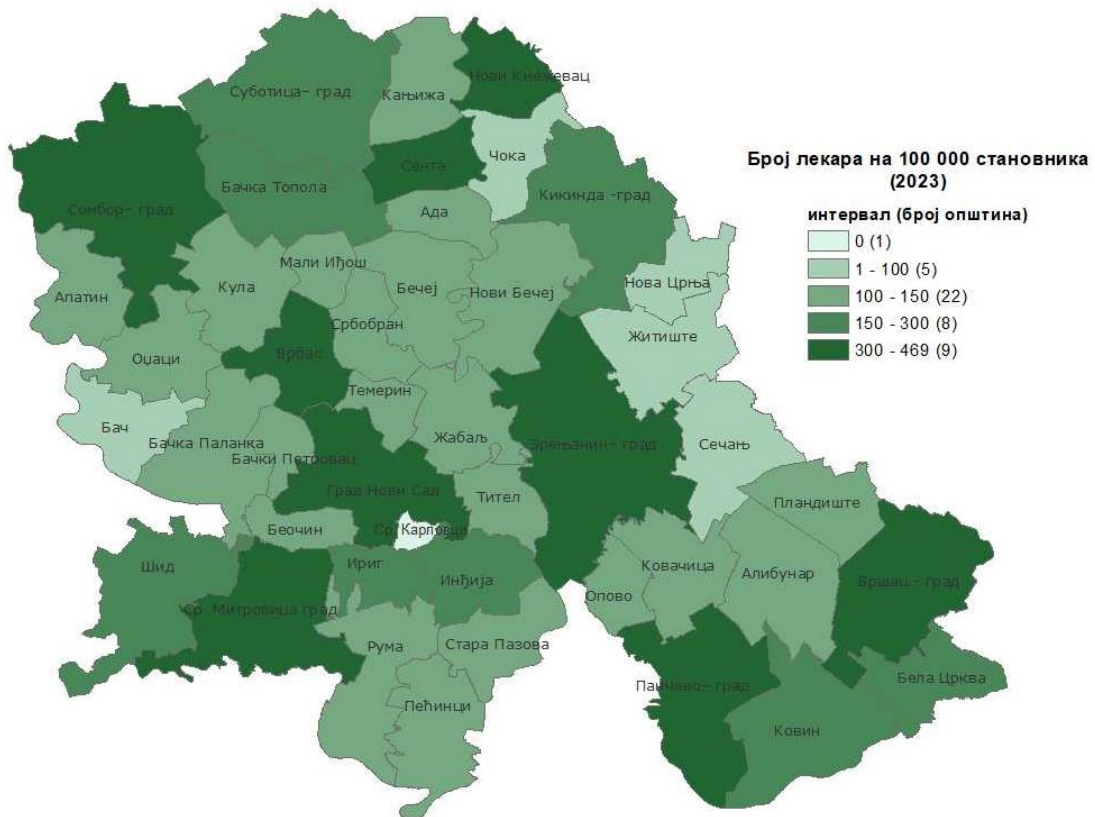 Нови Кнежевац
Суботица- град
Кањижа
Чока
Сента
Бачка Топола
Кикинда -град
Сомбор- град
Ада
Мали Иђош
Бечеј
Нови Бечеј
Нова Црња
Апатин
Кула
Србобран
Житиште
Врбас
Оџаци
Темерин
Бач
Бачка Паланка
Жабаљ
Зрењанин- град
Сечањ
Бачки Петровац
Град Нови Сад
Тител
Пландиште
Беочин
Ср. Карловци
Шид
Ириг
Инђија
Ковачица
Алибунар
Вршац - град
Опово
Ср. Митровица град
Рума
Стара Пазова
Бела Црква
Панчево- град
Пећинци
Ковин
Број лекара на 100 000 становника
(2023)
интервал (број општина)
0 (1)
1 - 100 (5)
100 - 150 (22)
150 - 300 (8)
300 - 469 (9)